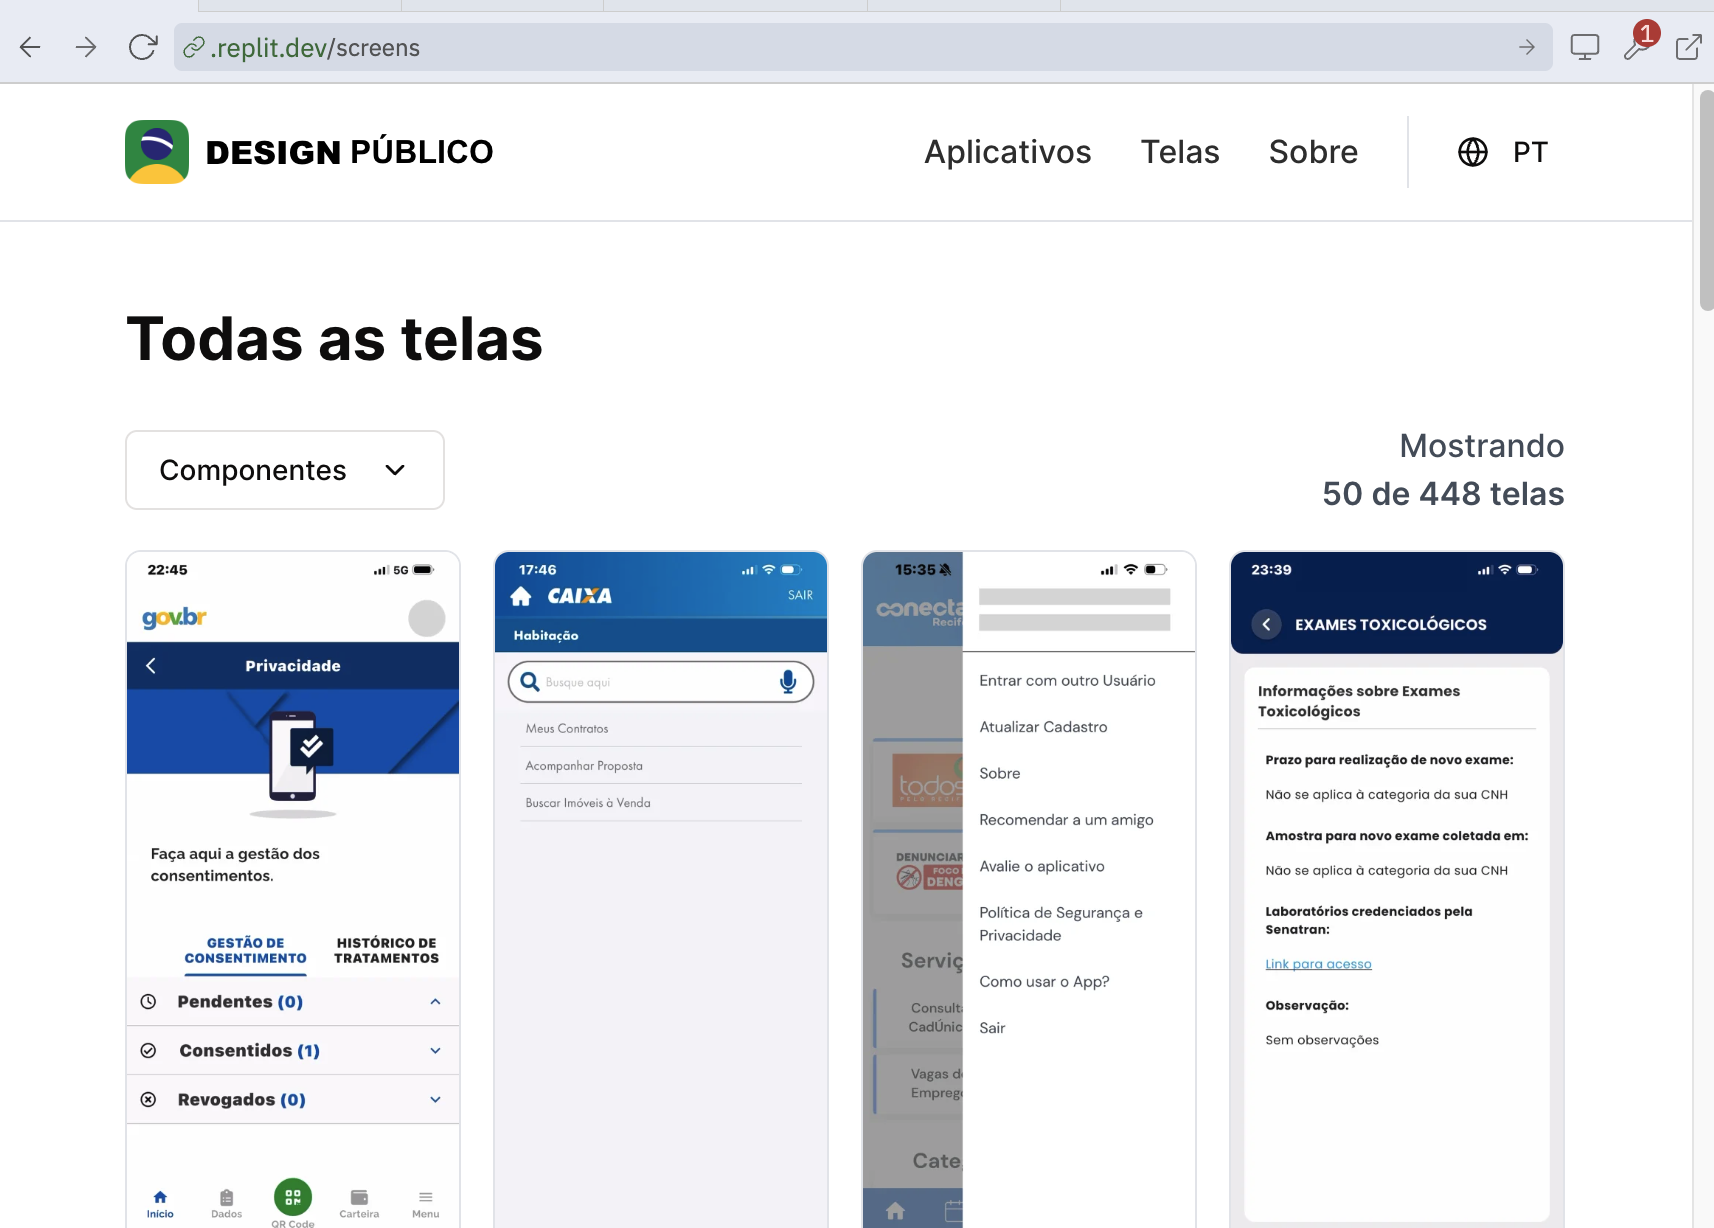 .replit.dev/screens
1
DESIGN PÚBLICO
Aplicativos
Telas
Sobre
PT
Todas as telas
Componentes
Mostrando
50 de 448 telas
22:45
5G
gov.br
Privacidade
Faça aqui a gestão dos
consentimentos.
GESTÃO DE
CONSENTIMENTO
HISTÓRICO DE
TRATAMENTOS
Pendentes (0)
Consentidos (1)
Revogados (0)
Início
Dados
QR Code
Carteira
Menu
17:46
CAIXA
SAIR
Habitação
Busque aqui
Meus Contratos
Acompanhar Proposta
Buscar Imóveis à Venda
15:35
conecta
Recife
todos
PELO RECIFE
DENUNCIAR
FOCO
DENG
Serviç
Consulta
CadÚnic
Vagas de
Emprego
Cate
Entrar com outro Usuário
Atualizar Cadastro
Sobre
Recomendar a um amigo
Avalie o aplicativo
Política de Segurança e
Privacidade
Como usar o App?
Sair
23:39
EXAMES TOXICOLÓGICOS
Informações sobre Exames
Toxicológicos
Prazo para realização de novo exame:
Não se aplica à categoria da sua CNH
Amostra para novo exame coletada em:
Não se aplica à categoria da sua CNH
Laboratórios credenciados pela
Senatran:
Link para acesso
Observação:
Sem observações